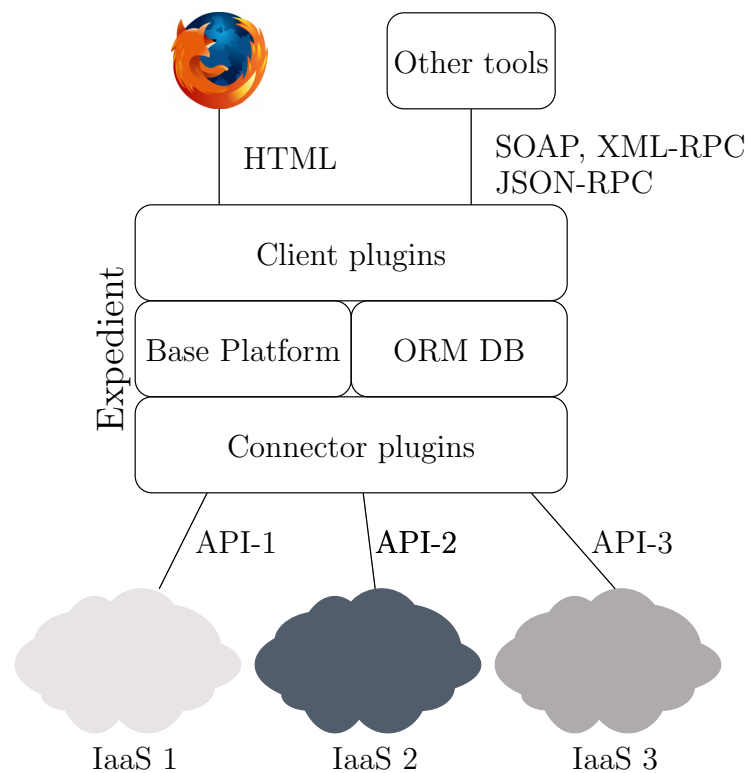 Other tools
HTML
SOAP, XML-RPC
JSON-RPC
Client plugins
Expedient
Base Platform
ORM DB
Connector plugins
API-1
API-2
API-3
IaaS 1
IaaS 2
IaaS 3